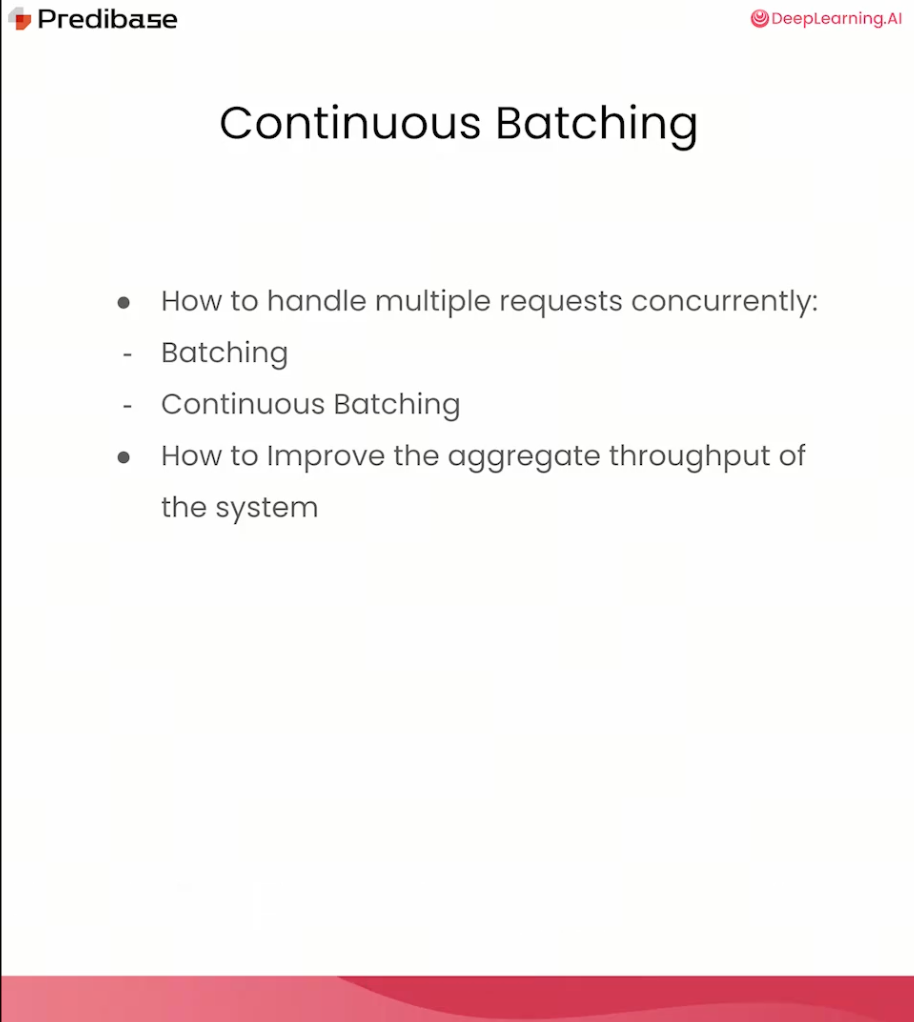 Predibase
DeepLearning.AI
Continuous Batching
● How to handle multiple requests concurrently:
- Batching
- Continuous Batching
● How to Improve the aggregate throughput of
the system